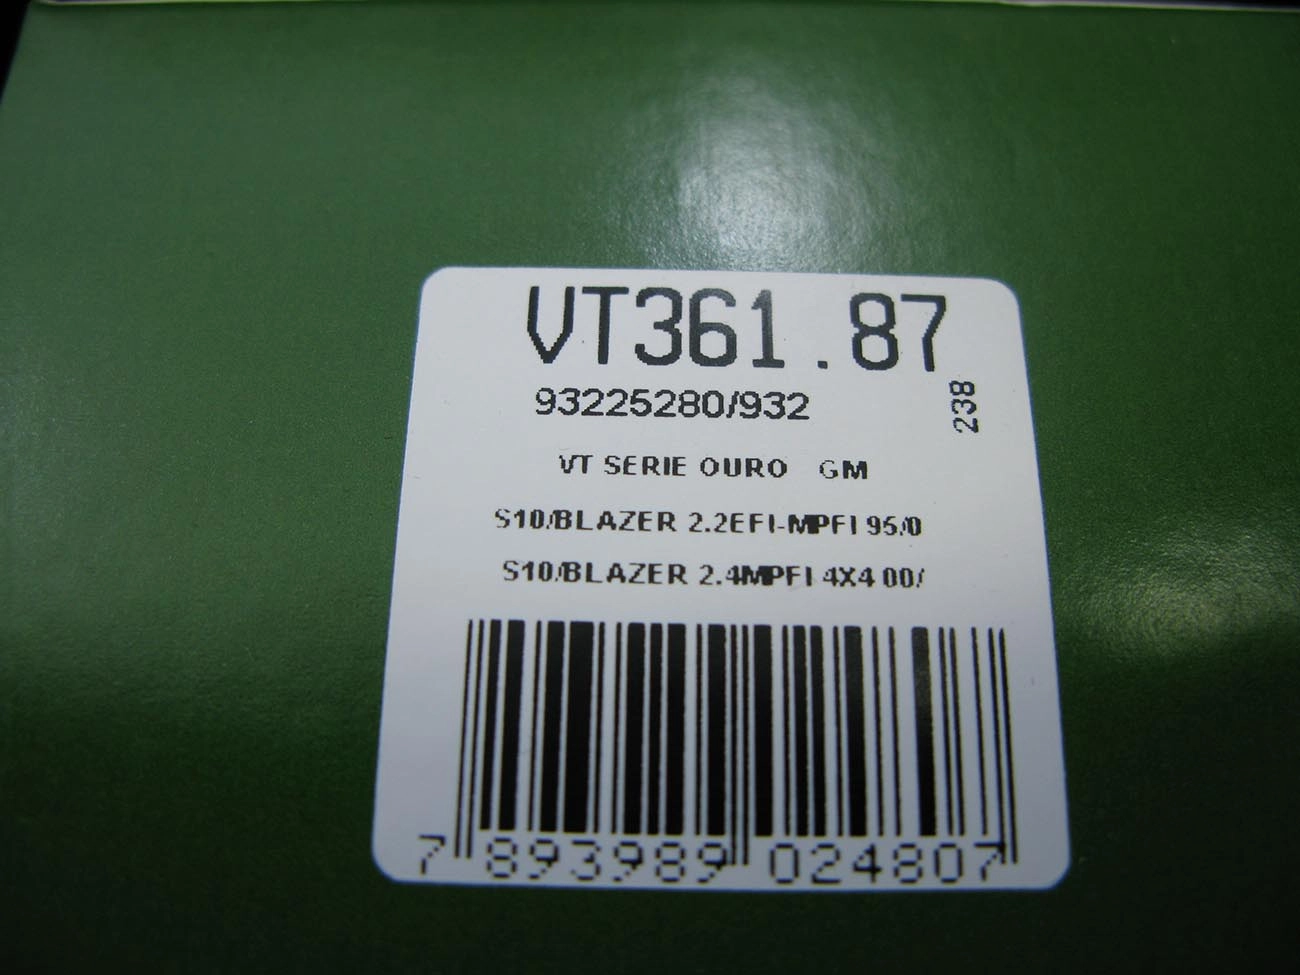 VT361.87
93225280/932
238
VT SERIE OURO GM
S10/BLAZER 2.2EFI-MPFI 95/0
S10/BLAZER 2.4MPFI 4X4 00/
7 893989 024807